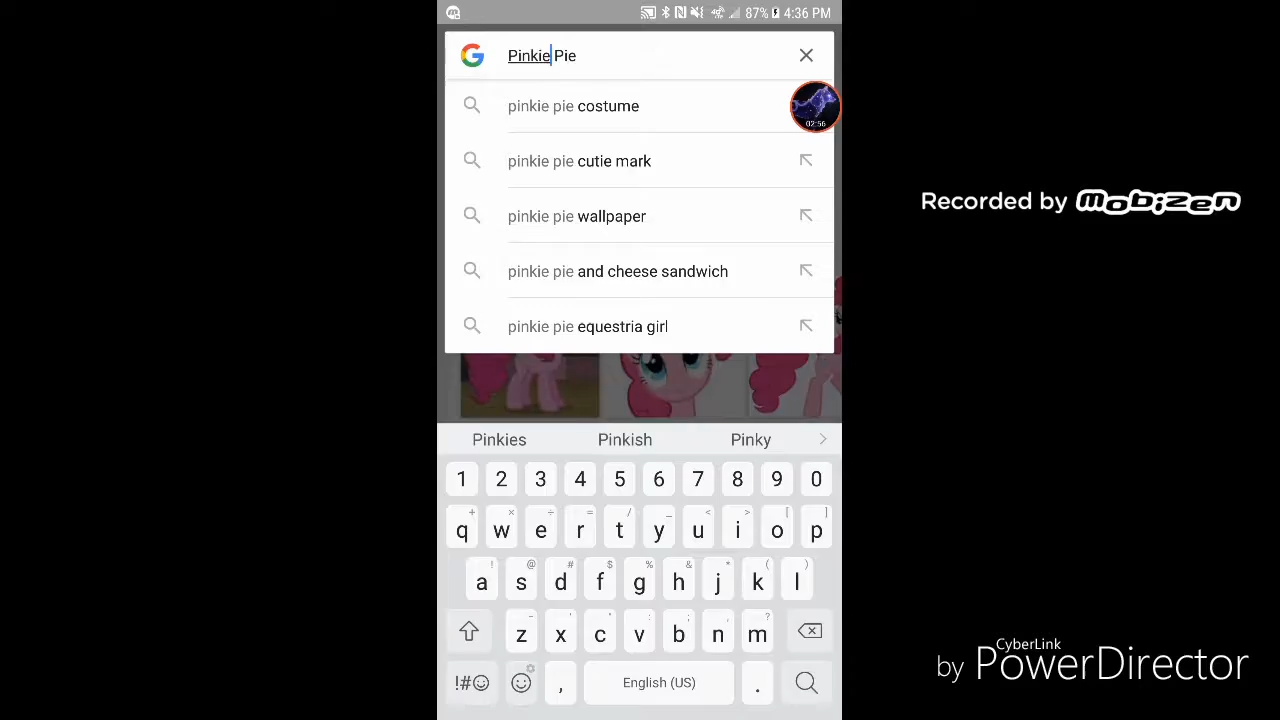 87% 4:36 PM
Pinkie Pie
pinkie pie costume
02:56
pinkie pie cutie mark
pinkie pie wallpaper
pinkie pie and cheese sandwich
pinkie pie equestria girl
Recorded by mobizen
Pinkies Pinkish Pinky
1 2 3 4 5 6 7 8 9 0
+ × ÷ = / _ < > [ ]
q w e r t y u i o p
! @ # $ % & * ( )
a s d f g h j k l
- ' " : ; , ?
z x c v b n m
!#☺ , English (US) .
CyberLink
by PowerDirector